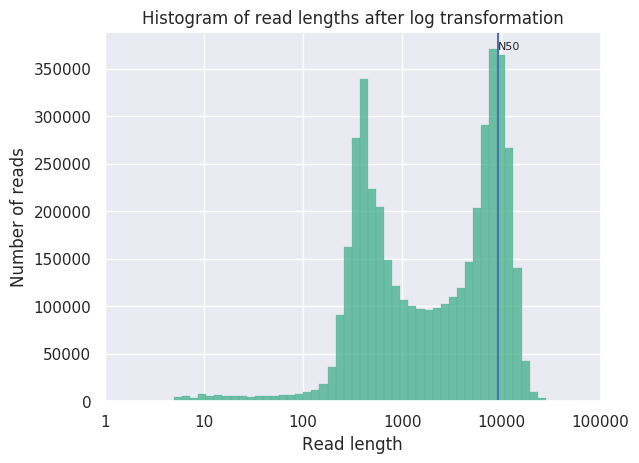 Histogram of read lengths after log transformation
N50
350000
300000
250000
200000
150000
100000
50000
0
Number of reads
1 10 100 1000 10000 100000
Read length